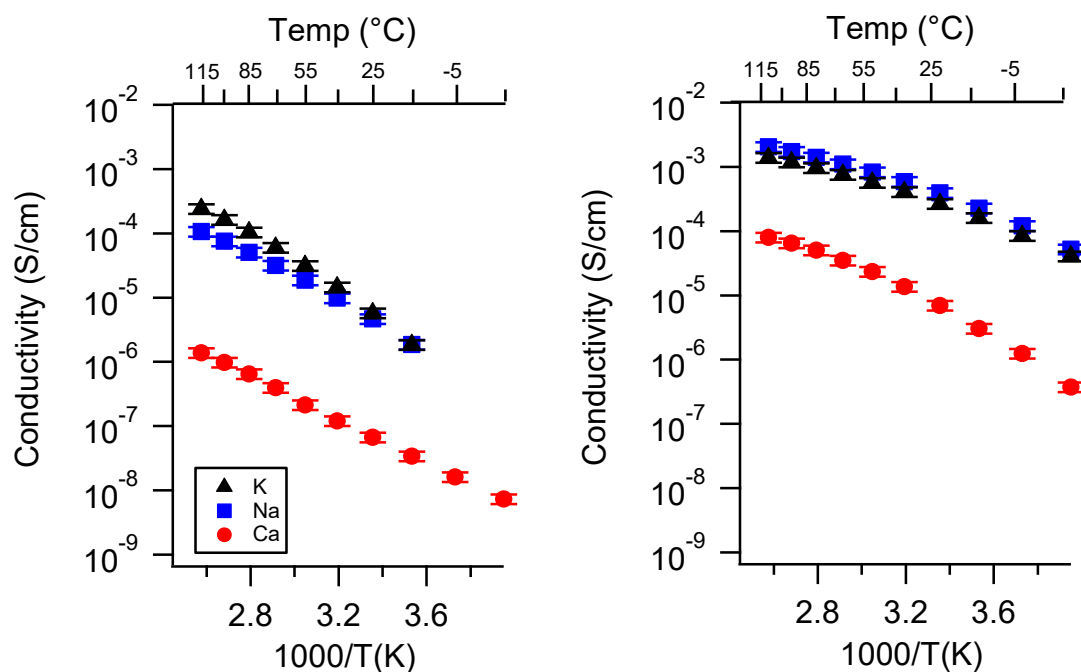 Temp (°C)
115 85 55 25 -5
10-2
10-3
10-4
10-5
10-6
10-7
10-8
10-9
Conductivity (S/cm)
K
Na
Ca
2.8 3.2 3.6
1000/T(K)
Temp (°C)
115 85 55 25 -5
10-2
10-3
10-4
10-5
10-6
10-7
10-8
10-9
Conductivity (S/cm)
2.8 3.2 3.6
1000/T(K)